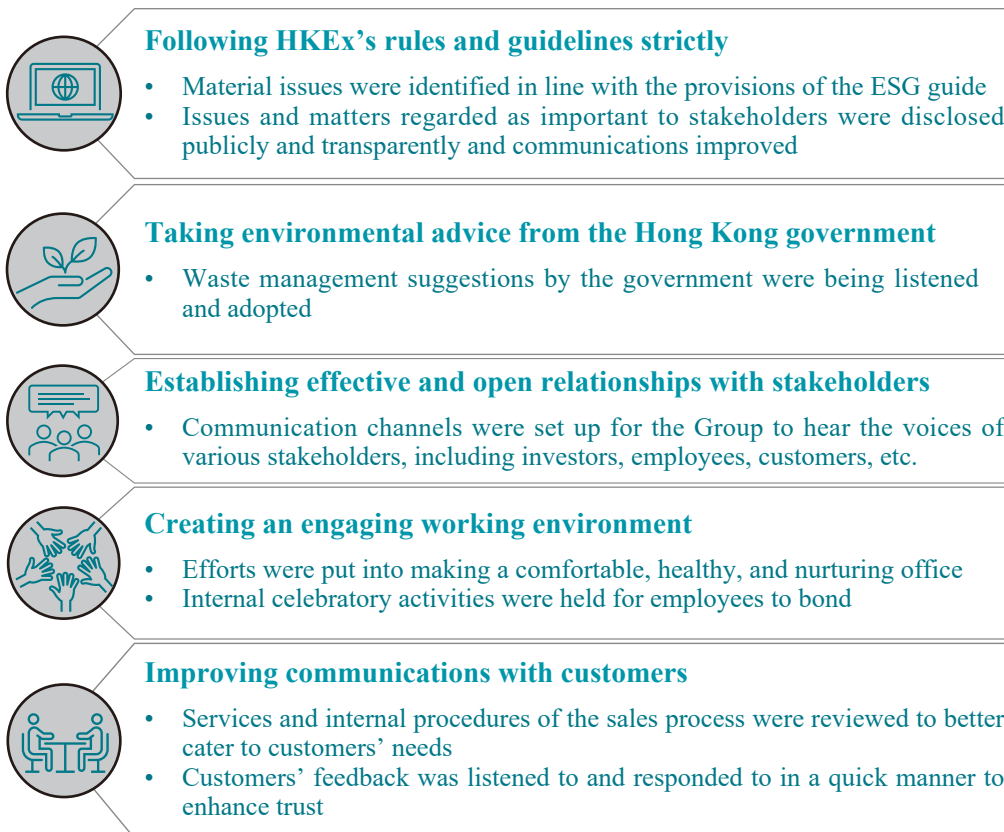 Following HKEx’s rules and guidelines strictly
• Material issues were identified in line with the provisions of the ESG guide
• Issues and matters regarded as important to stakeholders were disclosed
publicly and transparently and communications improved
Taking environmental advice from the Hong Kong government
• Waste management suggestions by the government were being listened
and adopted
Establishing effective and open relationships with stakeholders
• Communication channels were set up for the Group to hear the voices of
various stakeholders, including investors, employees, customers, etc.
Creating an engaging working environment
• Efforts were put into making a comfortable, healthy, and nurturing office
• Internal celebratory activities were held for employees to bond
Improving communications with customers
• Services and internal procedures of the sales process were reviewed to better
cater to customers’ needs
• Customers’ feedback was listened to and responded to in a quick manner to
enhance trust